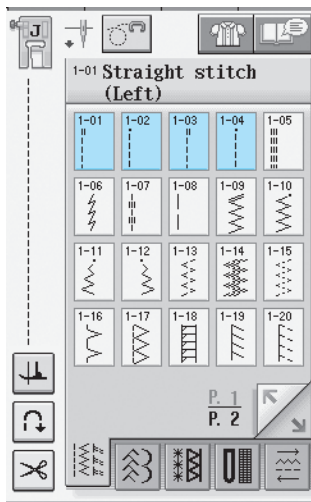 J
1-01 Straight stitch
(Left)
1-01 1-02 1-03 1-04 1-05
1-06 1-07 1-08 1-09 1-10
1-11 1-12 1-13 1-14 1-15
1-16 1-17 1-18 1-19 1-20
P. 1
P. 2